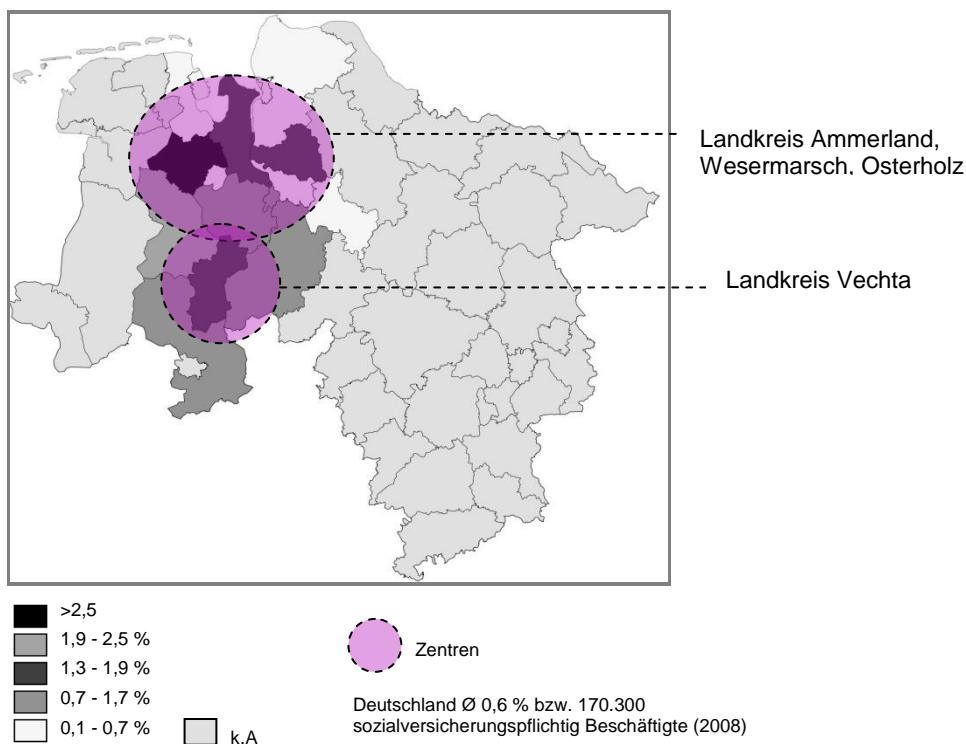 Landkreis Ammerland,
Wesermarsch, Osterholz
Landkreis Vechta
>2,5
1,9 - 2,5 %
1,3 - 1,9 %
0,7 - 1,7 %
0,1 - 0,7 %
k.A
Zentren
Deutschland Ø 0,6 % bzw. 170.300
sozialversicherungspflichtig Beschäftigte (2008)